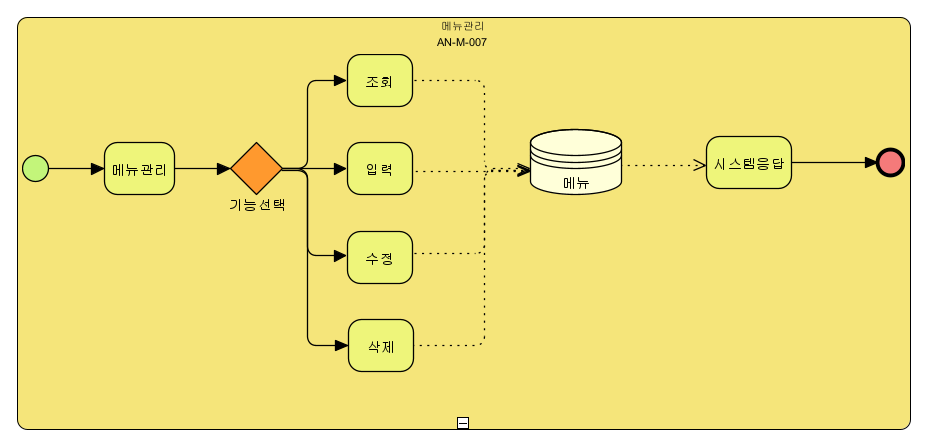 메뉴관리
AN-M-007
조회
메뉴관리
기능선택
입력
수정
삭제
메뉴
시스템응답